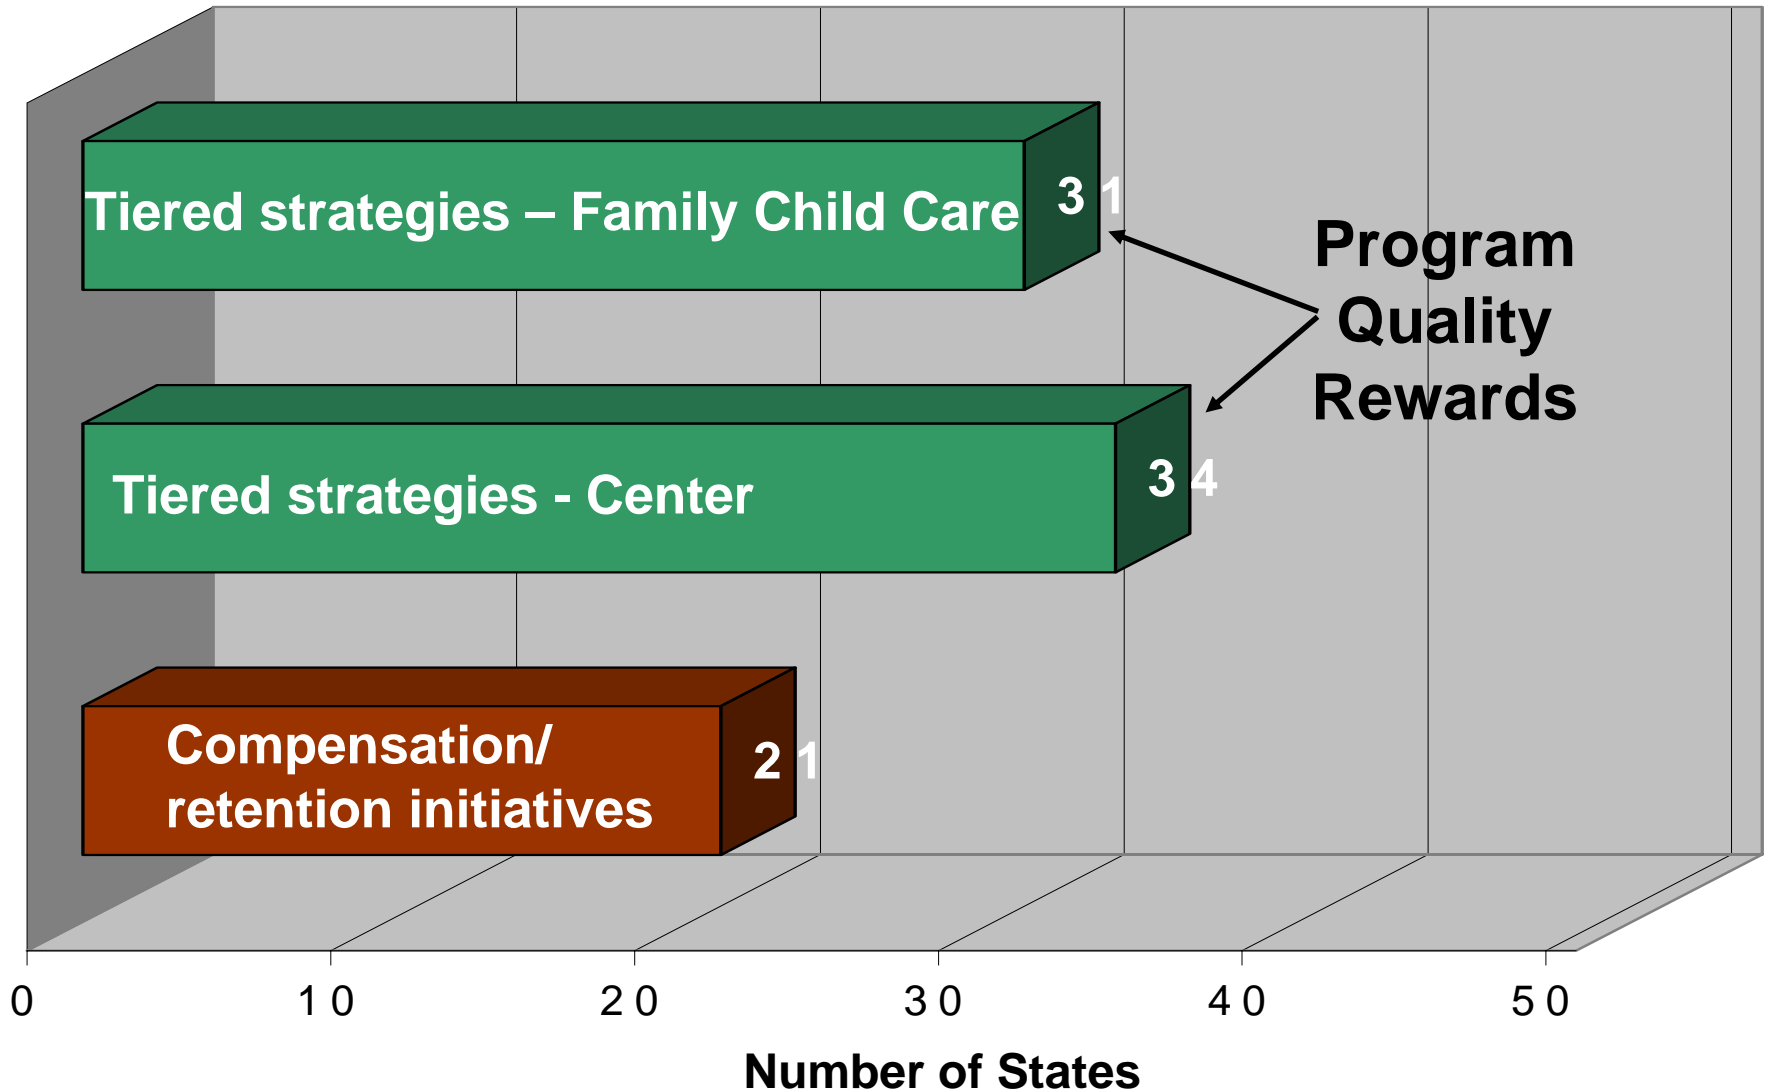 Tiered strategies – Family Child Care
31
Program
Quality
Rewards
Tiered strategies - Center
34
Compensation/
retention initiatives
21
0 10 20 30 40 50
Number of States